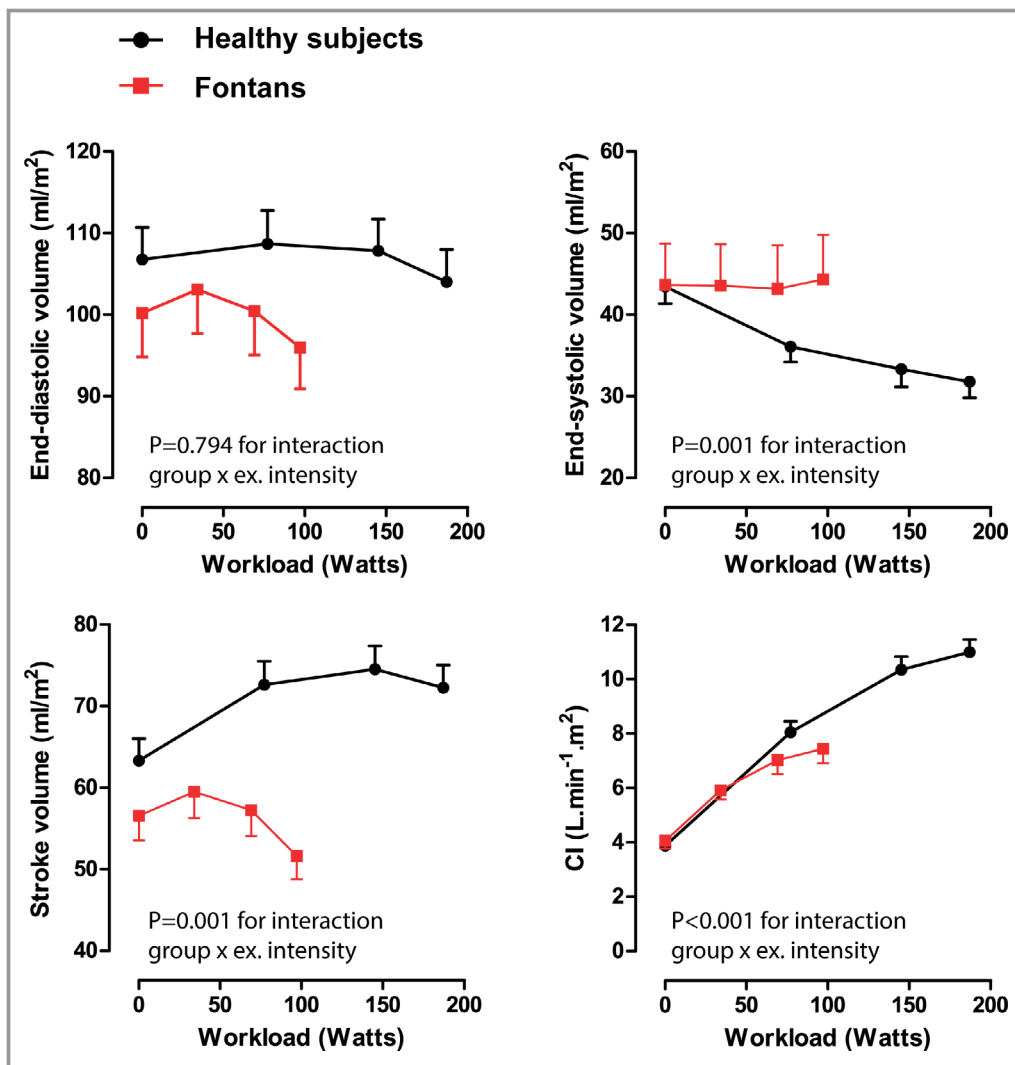 Healthy subjects
Fontans
End-diastolic volume (ml/m²)
120
110
100
90
80
P=0.794 for interaction
group x ex. intensity
0 50 100 150 200
Workload (Watts)
End-systolic volume (ml/m²)
60
50
40
30
20
P=0.001 for interaction
group x ex. intensity
0 50 100 150 200
Workload (Watts)
Stroke volume (ml/m²)
80
70
60
50
40
P=0.001 for interaction
group x ex. intensity
0 50 100 150 200
Workload (Watts)
CI (L.min⁻¹.m²)
12
10
8
6
4
2
0
P<0.001 for interaction
group x ex. intensity
0 50 100 150 200
Workload (Watts)